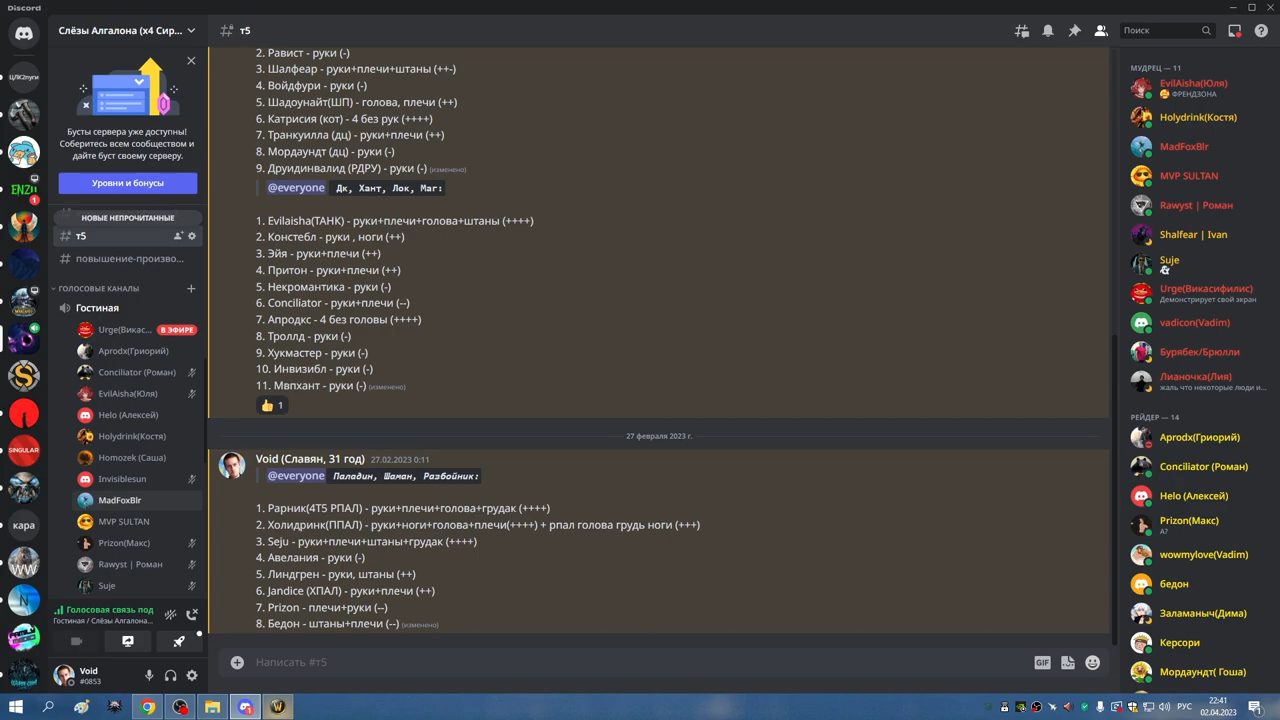 Discord
Слёзы Алгалона (x4 Сир...
Бусты сервера уже доступны!
Соберитесь всем сообществом и
дайте буст своему серверу.
Уровни и бонусы
НОВЫЕ НЕПРОЧИТАННЫЕ
т5
повышение-произво...
ГОЛОСОВЫЕ КАНАЛЫ
Гостиная
Urge(Викас...
В ЭФИРЕ
Aprodx(Гриорий)
Conciliator (Роман)
EvilAisha(Юля)
Helo (Алексей)
Holydrink(Костя)
Homozek (Саша)
Invisiblesun
MadFoxBlr
MVP SULTAN
Prizon(Макс)
Rawyst | Роман
Suje
Голосовая связь под
Гостиная / Слёзы Алгалона...
Void
#0853
ЦЛК2пуги
ENZO
1
SINGULAR
кара
WW
т5
Поиск
2. Равист - руки (-)
3. Шалфеар - руки+плечи+штаны (++-)
4. Войдфури - руки (-)
5. Шадоунайт(ШП) - голова, плечи (++)
6. Катрисия (кот) - 4 без рук (++++)
7. Транкуилла (дц) - руки+плечи (++)
8. Мордаундт (дц) - руки (-)
9. Друидинвалид (РДРУ) - руки (-) (изменено)
@everyone Дк, Хант, Лок, Маг:
1. Evilaisha(ТАНК) - руки+плечи+голова+штаны (++++)
2. Констебл - руки , ноги (++)
3. Эйя - руки+плечи (++)
4. Притон - руки+плечи (++)
5. Некромантика - руки (-)
6. Conciliator - руки+плечи (--)
7. Апродкс - 4 без головы (++++)
8. Троллд - руки (-)
9. Хукмастер - руки (-)
10. Инвизибл - руки (-)
11. Мвпхант - руки (-) (изменено)
1
27 февраля 2023 г.
Void (Славян, 31 год) 27.02.2023 0:11
@everyone Паладин, Шаман, Разбойник:
1. Рарник(4Т5 РПАЛ) - руки+плечи+голова+грудак (++++)
2. Холидринк(ППАЛ) - руки+ноги+голова+плечи(++++) + рпал голова грудь ноги (+++)
3. Seju - руки+плечи+штаны+грудак (++++)
4. Авелания - руки (-)
5. Линдгрен - руки, штаны (++)
6. Jandice (ХПАЛ) - руки+плечи (++)
7. Prizon - плечи+руки (--)
8. Бедон - штаны+плечи (--) (изменено)
Написать #т5
GIF
МУДРЕЦ — 11
EvilAisha(Юля)
ФРЕНДЗОНА
Holydrink(Костя)
MadFoxBlr
MVP SULTAN
Rawyst | Роман
Shalfear | Ivan
Suje
Urge(Викасифилис)
Демонстрирует свой экран
vadicon(Vadim)
Бурябек/Брюлли
Лианочка(Лия)
жаль что некоторые люди и...
РЕЙДЕР — 14
Aprodx(Гриорий)
Conciliator (Роман)
Helo (Алексей)
Prizon(Макс)
А?
wowmylove(Vadim)
бедон
Заламаныч(Дима)
Керсори
Мордаундт( Гоша)
РУС
22:41
02.04.2023